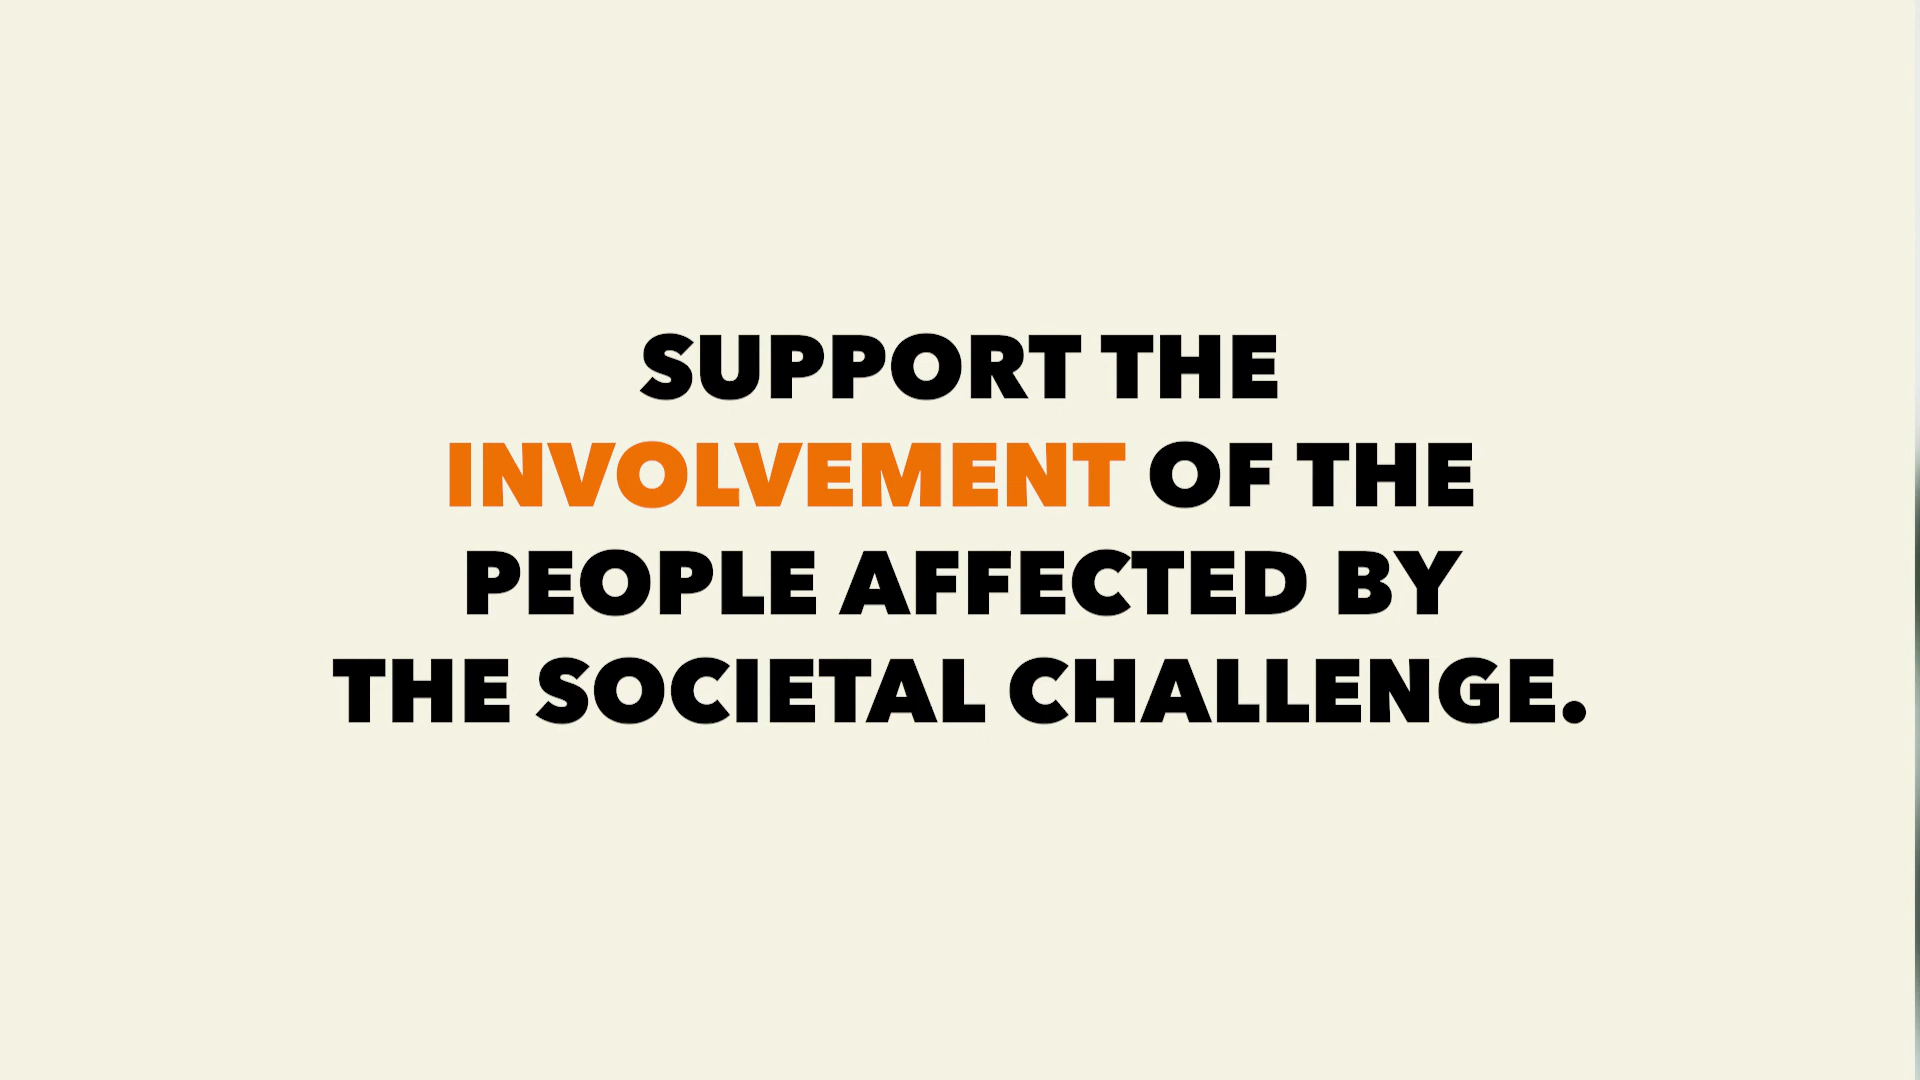 SUPPORT THE
INVOLVEMENT OF THE
PEOPLE AFFECTED BY
THE SOCIETAL CHALLENGE.